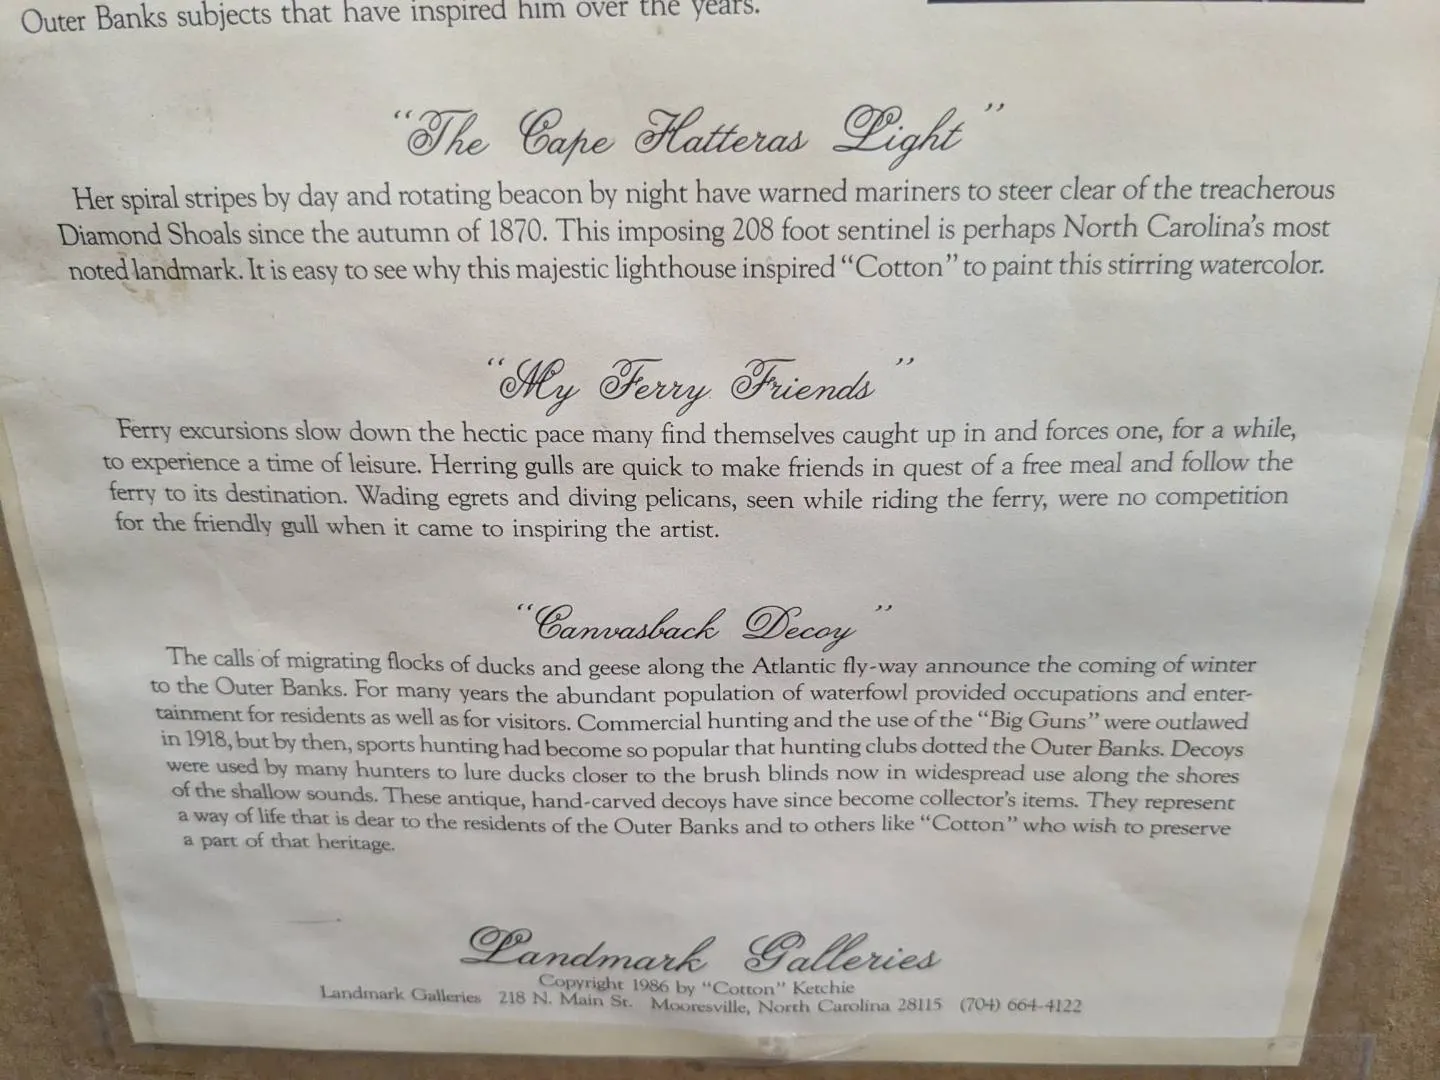 Outer Banks subjects that have inspired him over the years.
“The Cape Hatteras Light”
Her spiral stripes by day and rotating beacon by night have warned mariners to steer clear of the treacherous
Diamond Shoals since the autumn of 1870. This imposing 208 foot sentinel is perhaps North Carolina’s most
noted landmark. It is easy to see why this majestic lighthouse inspired “Cotton” to paint this stirring watercolor.
“My Ferry Friends”
Ferry excursions slow down the hectic pace many find themselves caught up in and forces one, for a while,
to experience a time of leisure. Herring gulls are quick to make friends in quest of a free meal and follow the
ferry to its destination. Wading egrets and diving pelicans, seen while riding the ferry, were no competition
for the friendly gull when it came to inspiring the artist.
“Canvasback Decoy”
The calls of migrating flocks of ducks and geese along the Atlantic fly-way announce the coming of winter
to the Outer Banks. For many years the abundant population of waterfowl provided occupations and enter-
tainment for residents as well as for visitors. Commercial hunting and the use of the “Big Guns” were outlawed
in 1918, but by then, sports hunting had become so popular that hunting clubs dotted the Outer Banks. Decoys
were used by many hunters to lure ducks closer to the brush blinds now in widespread use along the shores
of the shallow sounds. These antique, hand-carved decoys have since become collector’s items. They represent
a way of life that is dear to the residents of the Outer Banks and to others like “Cotton” who wish to preserve
a part of that heritage.
Landmark Galleries
Copyright 1986 by “Cotton” Ketchie
Landmark Galleries 218 N. Main St. Mooresville, North Carolina 28115 (704) 664-4122